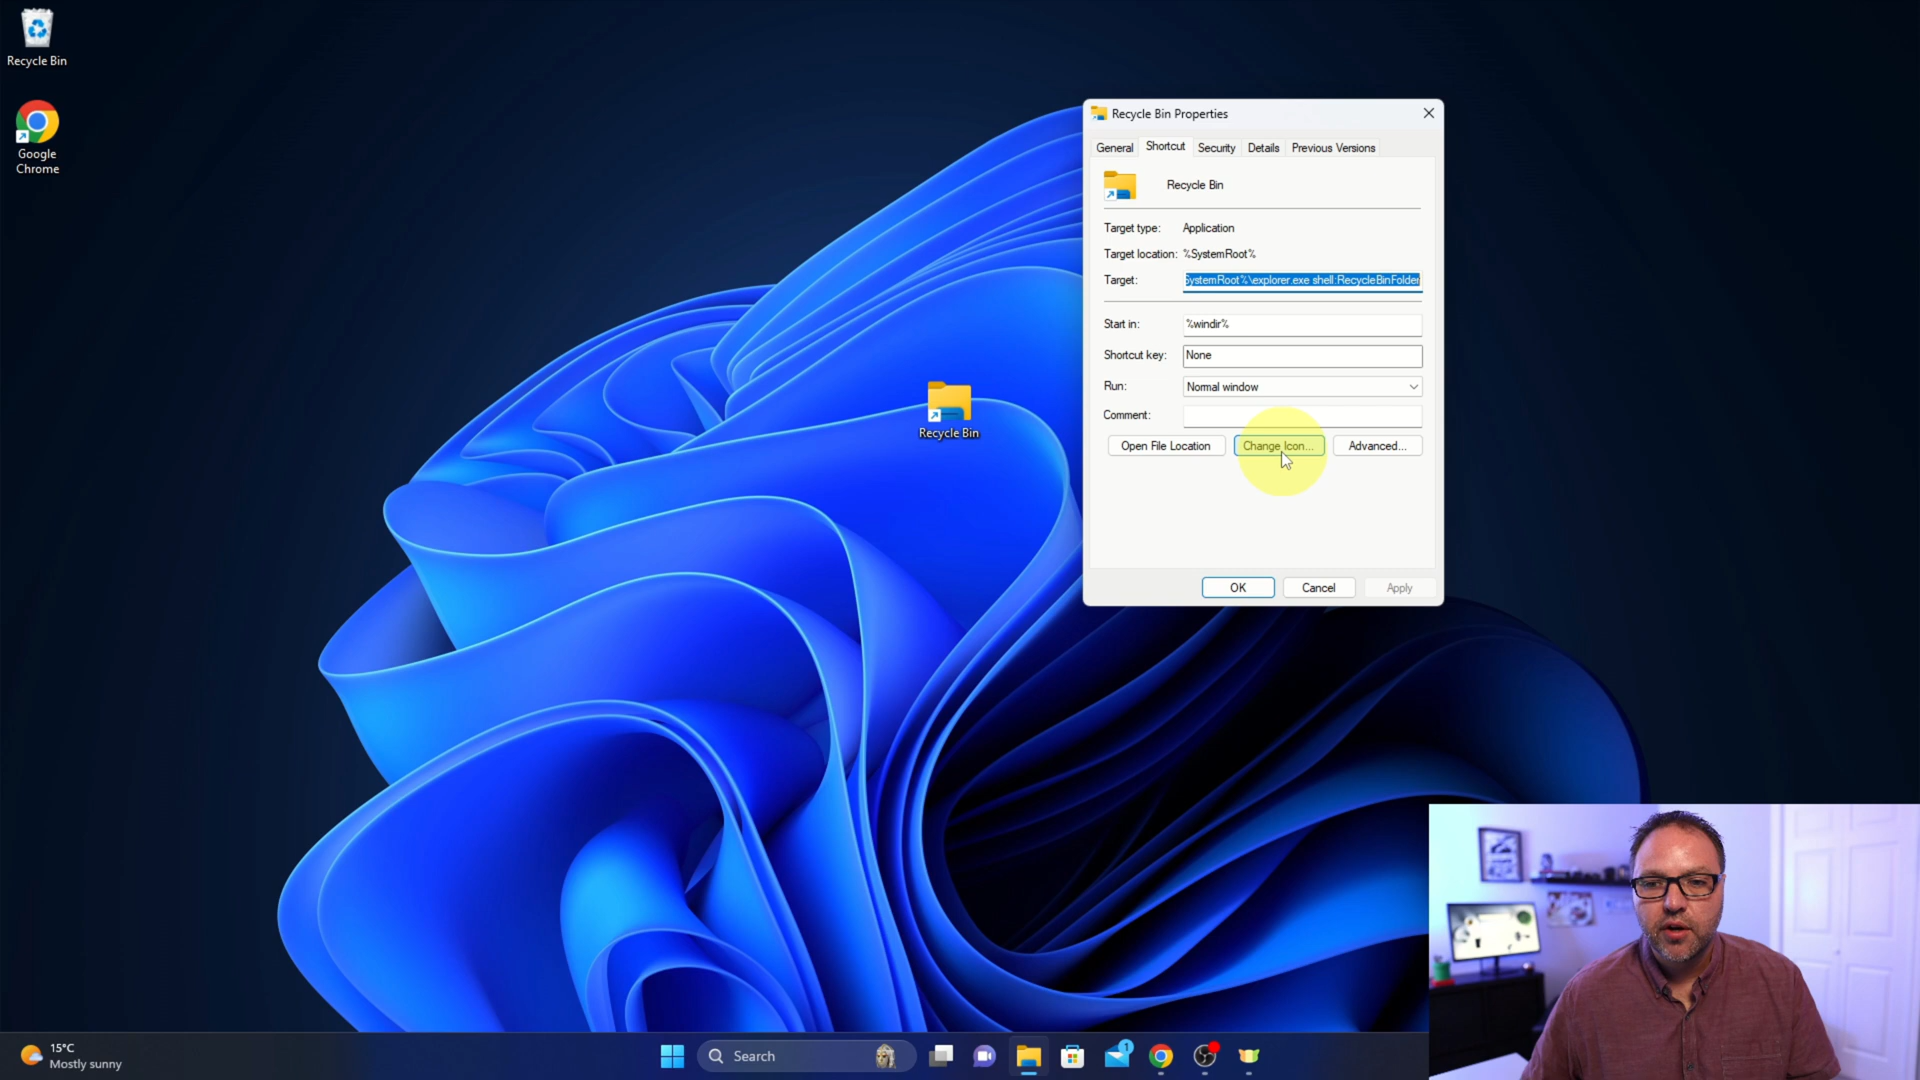 Recycle Bin
Google
Chrome
Recycle Bin
Recycle Bin Properties
General Shortcut Security Details Previous Versions
Recycle Bin
Target type: Application
Target location: %SystemRoot%
Target: SystemRoot%\explorer.exe shell:RecycleBinFolder
Start in: %windir%
Shortcut key: None
Run: Normal window
Comment:
Open File Location Change Icon... Advanced...
OK Cancel Apply
15°C
Mostly sunny
Search
1